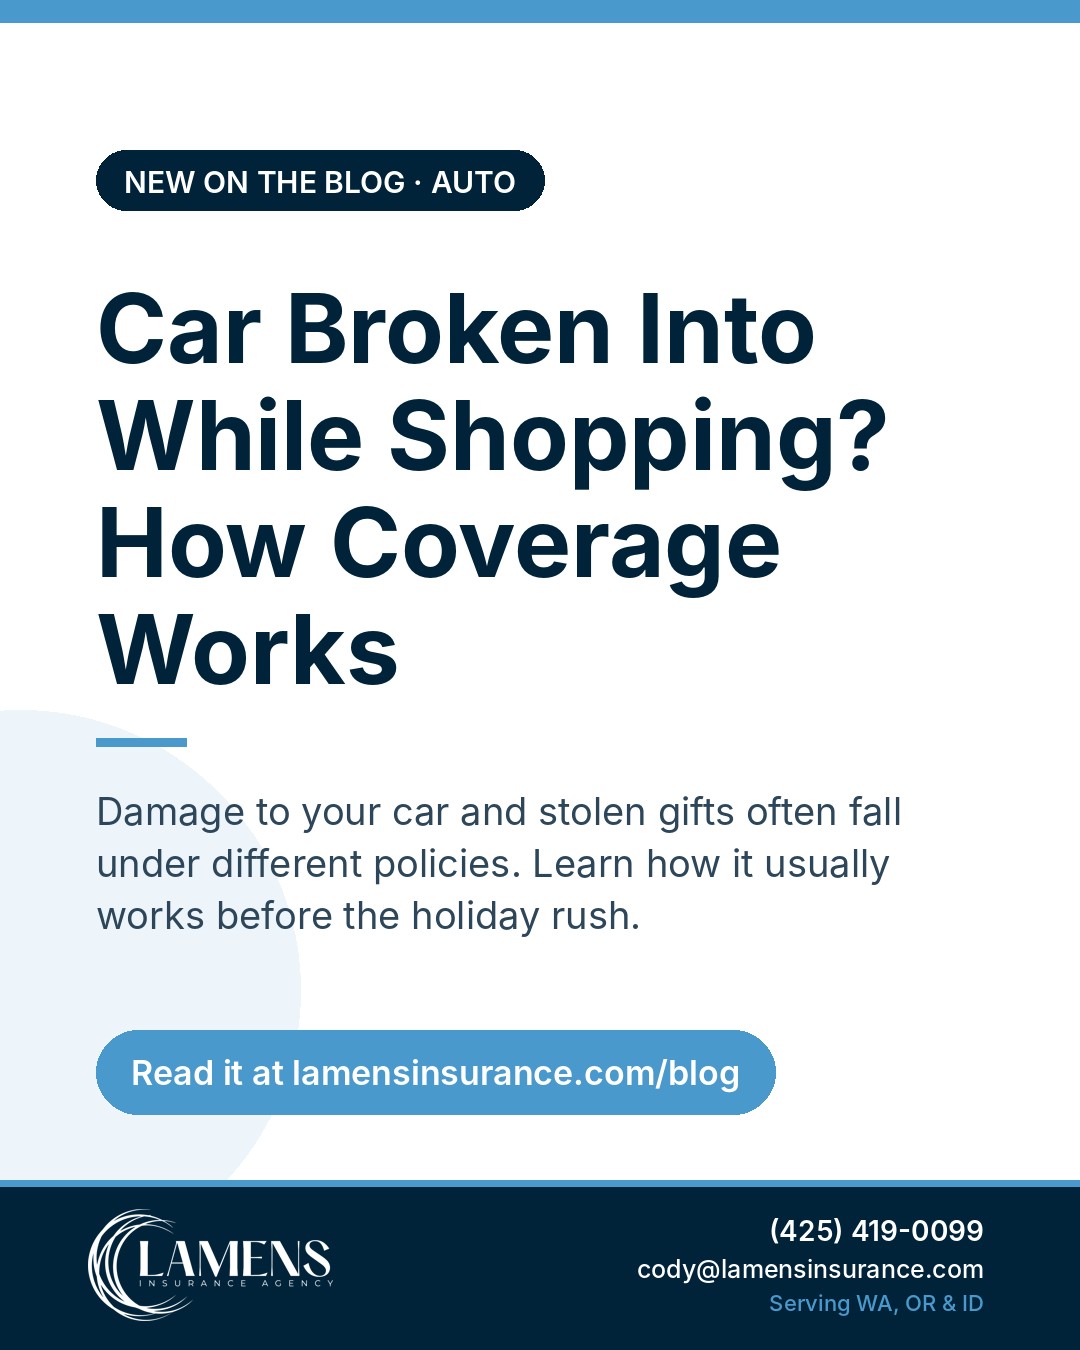 NEW ON THE BLOG · AUTO
Car Broken Into
While Shopping?
How Coverage
Works
Damage to your car and stolen gifts often fall
under different policies. Learn how it usually
works before the holiday rush.
Read it at lamensinsurance.com/blog
LAMENS
INSURANCE AGENCY
(425) 419-0099
cody@lamensinsurance.com
Serving WA, OR & ID